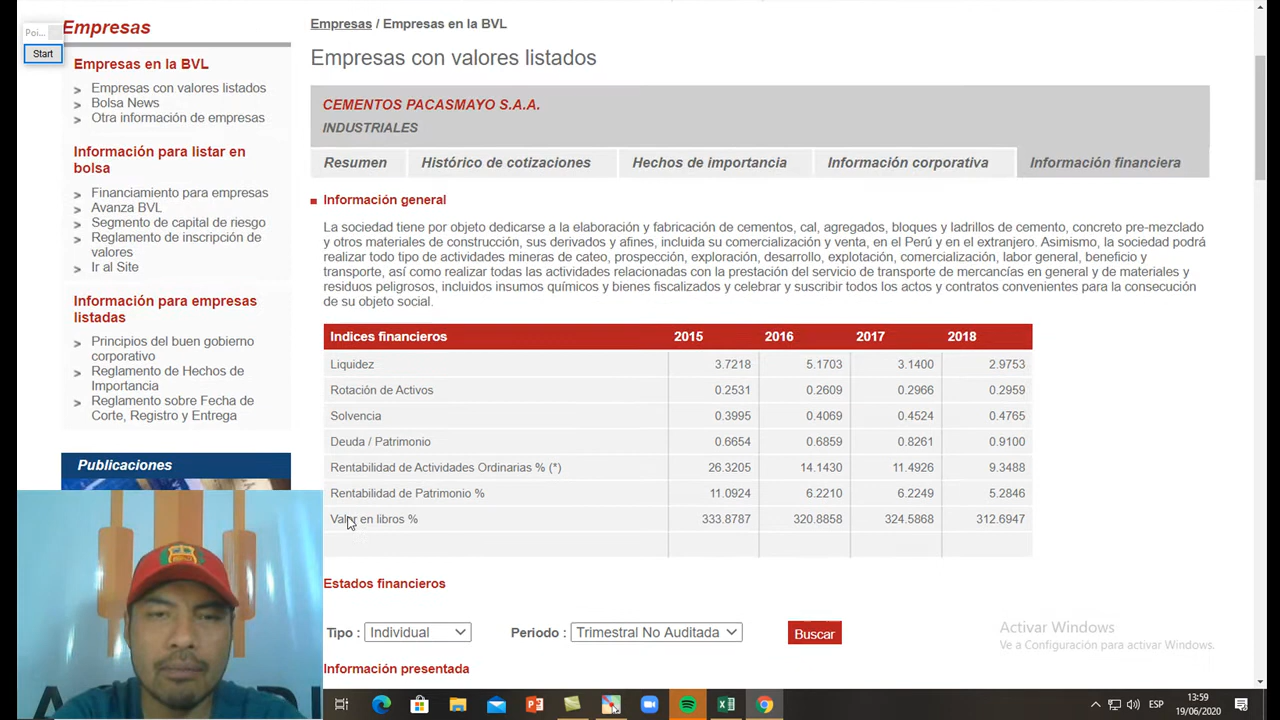 Poi...
Start
Empresas
Empresas en la BVL
Empresas con valores listados
Bolsa News
Otra información de empresas
Información para listar en
bolsa
Financiamiento para empresas
Avanza BVL
Segmento de capital de riesgo
Reglamento de inscripción de
valores
Ir al Site
Información para empresas
listadas
Principios del buen gobierno
corporativo
Reglamento de Hechos de
Importancia
Reglamento sobre Fecha de
Corte, Registro y Entrega
Publicaciones
Empresas / Empresas en la BVL
Empresas con valores listados
CEMENTOS PACASMAYO S.A.A.
INDUSTRIALES
Resumen Histórico de cotizaciones Hechos de importancia Información corporativa Información financiera
Información general
La sociedad tiene por objeto dedicarse a la elaboración y fabricación de cementos, cal, agregados, bloques y ladrillos de cemento, concreto pre-mezclado
y otros materiales de construcción, sus derivados y afines, incluida su comercialización y venta, en el Perú y en el extranjero. Asimismo, la sociedad podrá
realizar todo tipo de actividades mineras de cateo, prospección, exploración, desarrollo, explotación, comercialización, labor general, beneficio y
transporte, así como realizar todas las actividades relacionadas con la prestación del servicio de transporte de mercancías en general y de materiales y
residuos peligrosos, incluidos insumos químicos y bienes fiscalizados y celebrar y suscribir todos los actos y contratos convenientes para la consecución
de su objeto social.
Indices financieros 2015 2016 2017 2018
Liquidez 3.7218 5.1703 3.1400 2.9753
Rotación de Activos 0.2531 0.2609 0.2966 0.2959
Solvencia 0.3995 0.4069 0.4524 0.4765
Deuda / Patrimonio 0.6654 0.6859 0.8261 0.9100
Rentabilidad de Actividades Ordinarias % (*) 26.3205 14.1430 11.4926 9.3488
Rentabilidad de Patrimonio % 11.0924 6.2210 6.2249 5.2846
Valor en libros % 333.8787 320.8858 324.5868 312.6947
Estados financieros
Tipo : Individual Periodo : Trimestral No Auditada Buscar
Información presentada
Activar Windows
Ve a Configuración para activar Windows.
ESP
13:59
19/06/2020